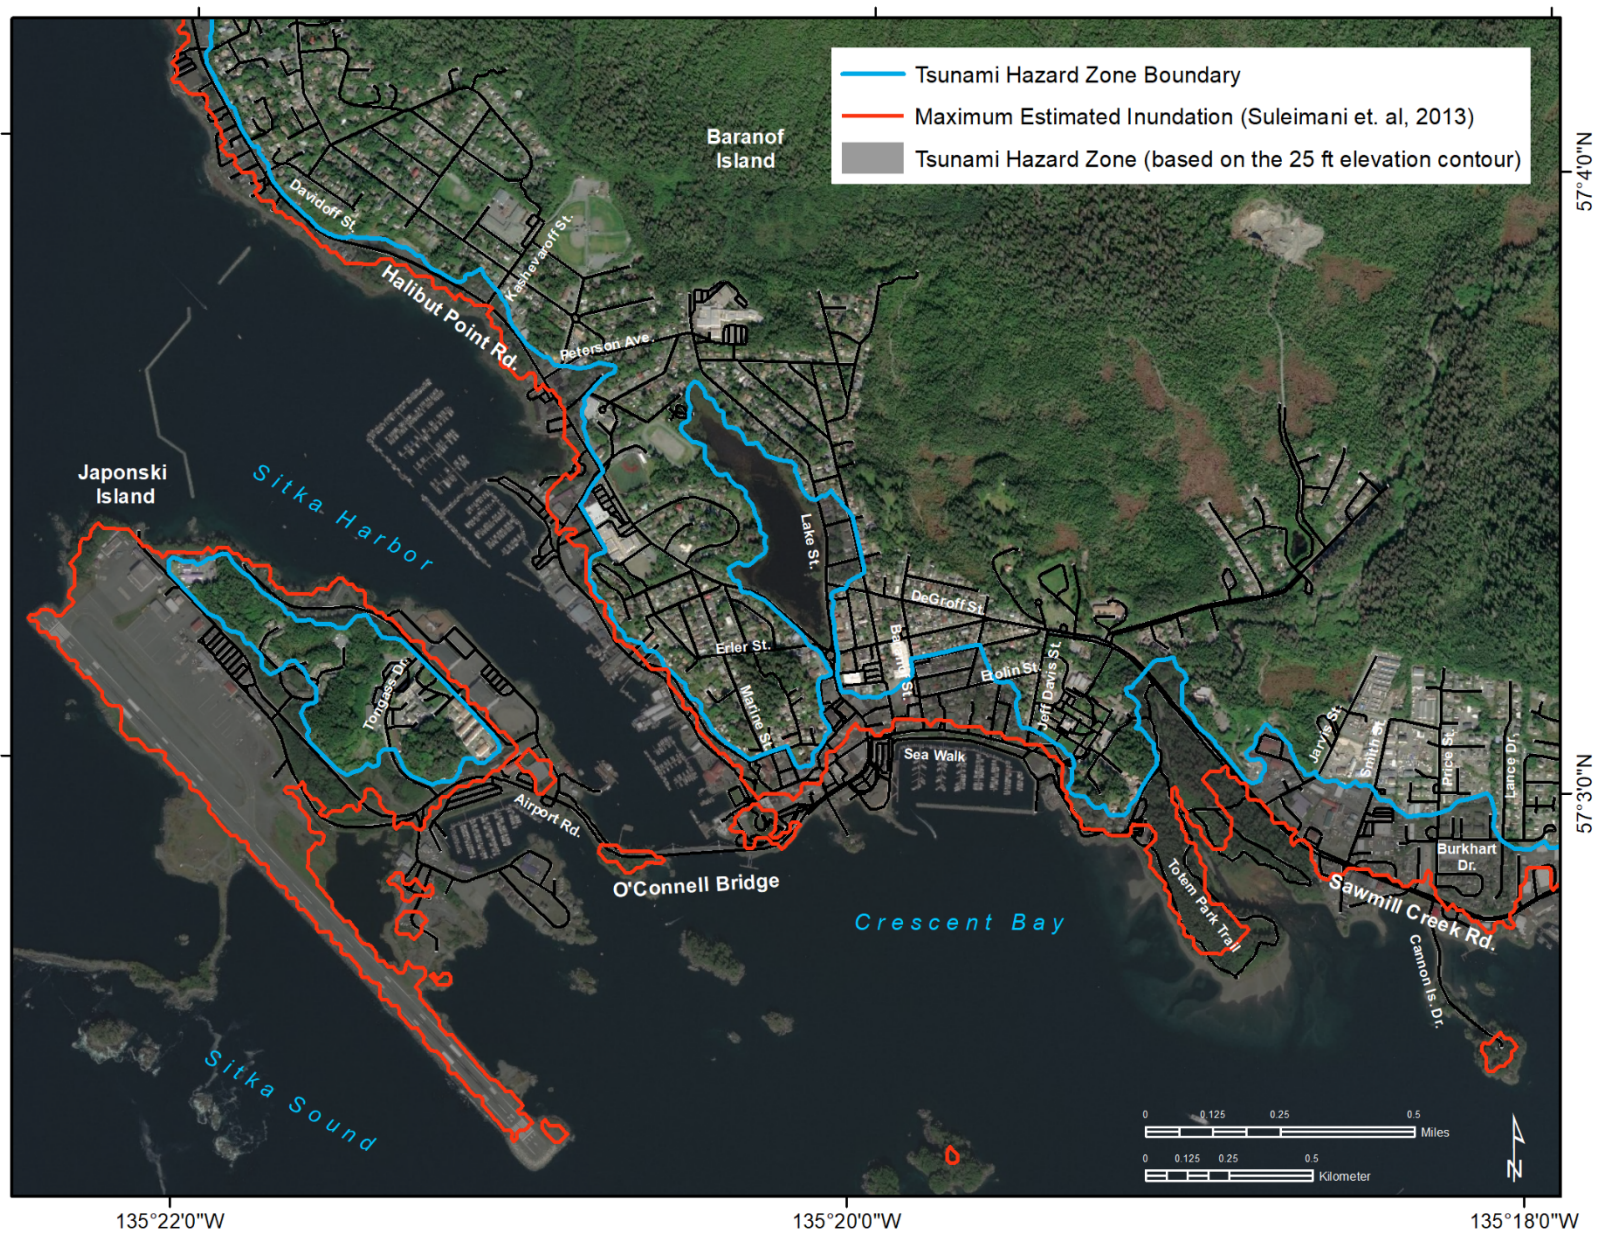 Tsunami Hazard Zone Boundary
Maximum Estimated Inundation (Suleimani et. al, 2013)
Tsunami Hazard Zone (based on the 25 ft elevation contour)
Baranof
Island
57°4'0"N
Davidoff St.
Kashevaroff St.
Halibut Point Rd.
Peterson Ave.
Japonski
Island
Sitka Harbor
Lake St.
DeGroff St.
Baranof St.
Erler St.
Etolin St.
Jeff Davis St.
Tongass Dr.
Marine St.
Jarvis St.
Smith St.
Price St.
Lance Dr.
Sea Walk
57°3'0"N
Airport Rd.
Burkhart
Dr.
O'Connell Bridge
Totem Park Trail
Sawmill Creek Rd.
Crescent Bay
Cannon Is. Dr.
Sitka Sound
0 0.125 0.25 0.5
Miles
0 0.125 0.25 0.5
Kilometer
N
135°22'0"W 135°20'0"W 135°18'0"W